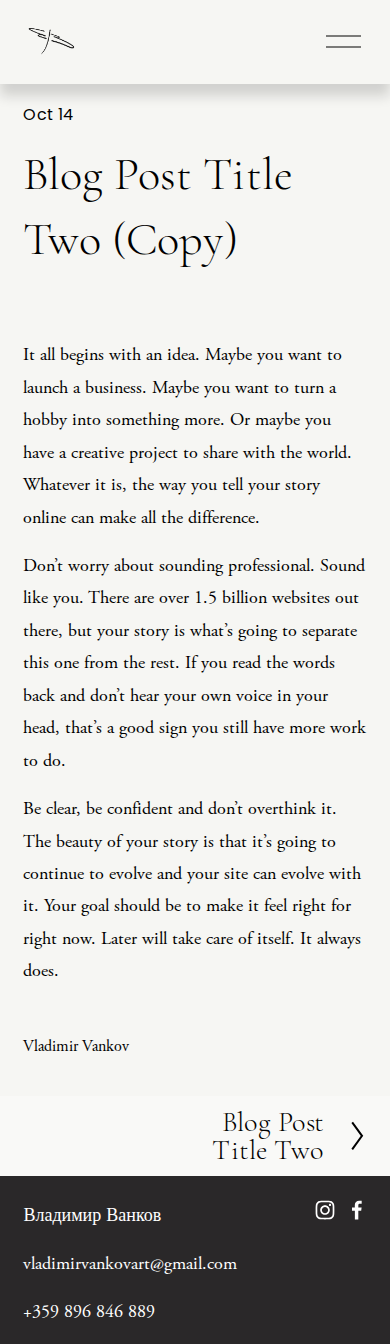 Oct 14
Blog Post Title
Two (Copy)
It all begins with an idea. Maybe you want to
launch a business. Maybe you want to turn a
hobby into something more. Or maybe you
have a creative project to share with the world.
Whatever it is, the way you tell your story
online can make all the difference.
Don’t worry about sounding professional. Sound
like you. There are over 1.5 billion websites out
there, but your story is what’s going to separate
this one from the rest. If you read the words
back and don’t hear your own voice in your
head, that’s a good sign you still have more work
to do.
Be clear, be confident and don’t overthink it.
The beauty of your story is that it’s going to
continue to evolve and your site can evolve with
it. Your goal should be to make it feel right for
right now. Later will take care of itself. It always
does.
Vladimir Vankov
Blog Post
Title Two
Владимир Ванков
vladimirvankovart@gmail.com
+359 896 846 889